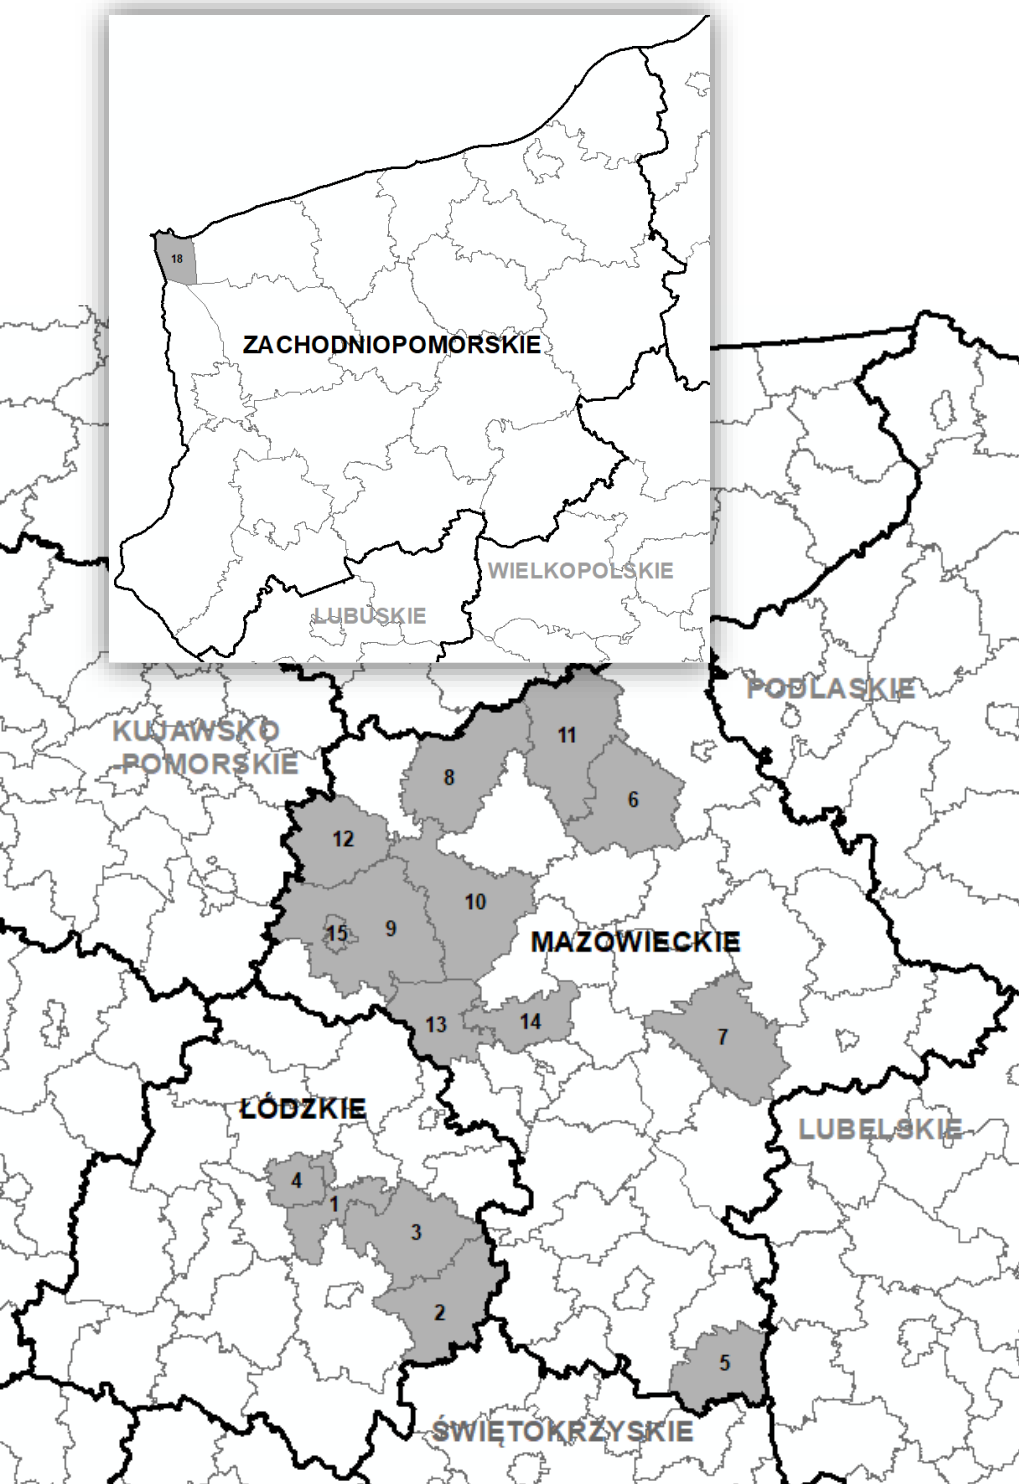 18
ZACHODNIOPOMORSKIE
WIELKOPOLSKIE
LUBUSKIE
PODLASKIE
KUJAWSKO
-POMORSKIE
11
8
6
12
10
15
9
MAZOWIECKIE
13
14
7
ŁÓDZKIE
LUBELSKIE
4
1
3
2
5
ŚWIĘTOKRZYSKIE